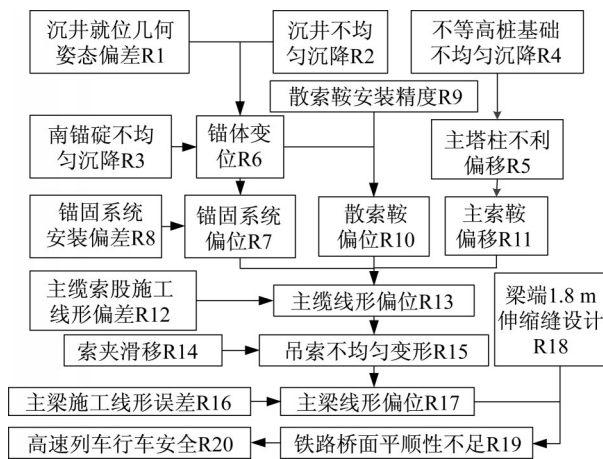 沉井就位几何
姿态偏差R1
沉井不均
匀沉降R2
不等高桩基础
不均匀沉降R4
散索鞍安装精度R9
南锚碇不均
匀沉降R3
锚体变
位R6
主塔柱不利
偏移R5
锚固系统
安装偏差R8
锚固系统
偏位R7
散索鞍
偏位R10
主索鞍
偏移R11
主缆索股施工
线形偏差R12
主缆线形偏位R13
梁端1.8 m
伸缩缝设计
R18
索夹滑移R14
吊索不均匀变形R15
主梁施工线形误差R16
主梁线形偏位R17
高速列车行车安全R20
铁路桥面平顺性不足R19